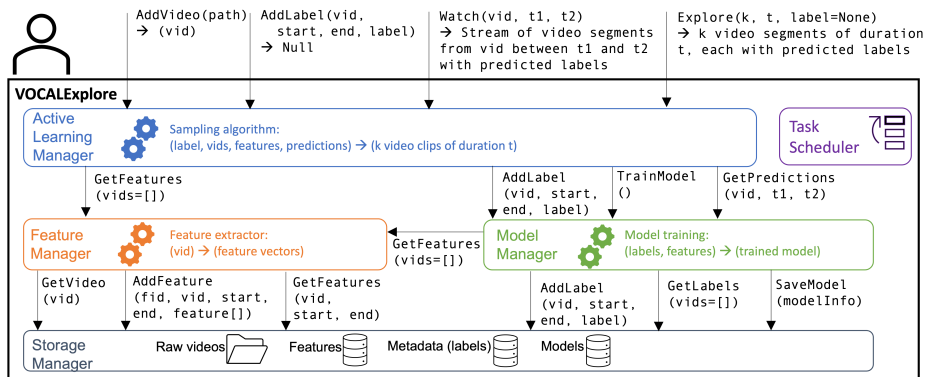 AddVideo(path)
→ (vid)
AddLabel(vid,
start, end, label)
→ Null
Watch(vid, t1, t2)
→ Stream of video segments
from vid between t1 and t2
with predicted labels
Explore(k, t, label=None)
→ k video segments of duration
t, each with predicted labels
VOCALExplore
Active
Learning
Manager
Sampling algorithm:
(label, vids, features, predictions) → (k video clips of duration t)
Task
Scheduler
GetFeatures
(vids=[])
AddLabel
(vid, start,
end, label)
TrainModel
()
GetPredictions
(vid, t1, t2)
Feature
Manager
Feature extractor:
(vid) → (feature vectors)
GetFeatures
(vids=[])
Model
Manager
Model training:
(labels, features) → (trained model)
GetVideo
(vid)
AddFeature
(fid, vid, start,
end, feature[])
GetFeatures
(vid,
start, end)
AddLabel
(vid, start,
end, label)
GetLabels
(vids=[])
SaveModel
(modelInfo)
Storage
Manager
Raw videos
Features
Metadata (labels)
Models